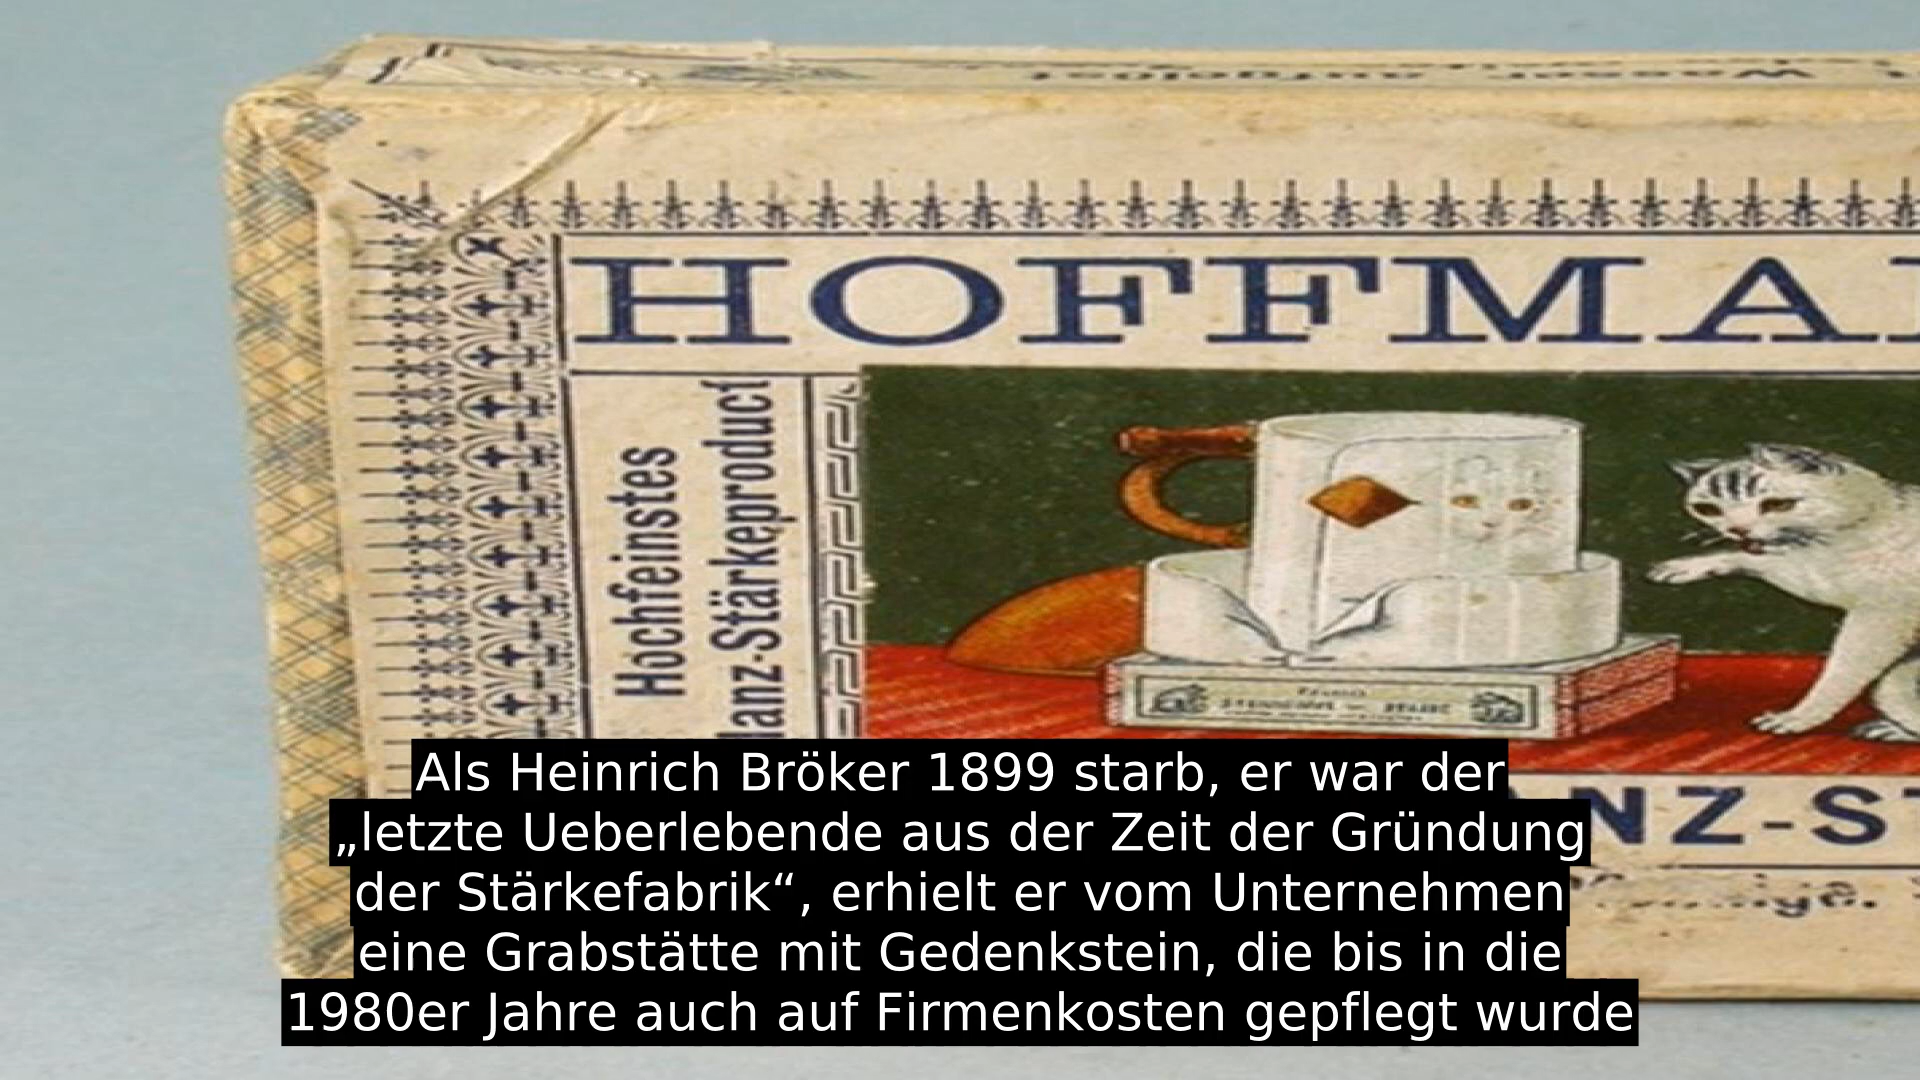 HOFFMA
Hochfeinstes
lanz-Stärkeproduct
NZ-S
Als Heinrich Bröker 1899 starb, er war der
„letzte Ueberlebende aus der Zeit der Gründung
der Stärkefabrik“, erhielt er vom Unternehmen
eine Grabstätte mit Gedenkstein, die bis in die
1980er Jahre auch auf Firmenkosten gepflegt wurde